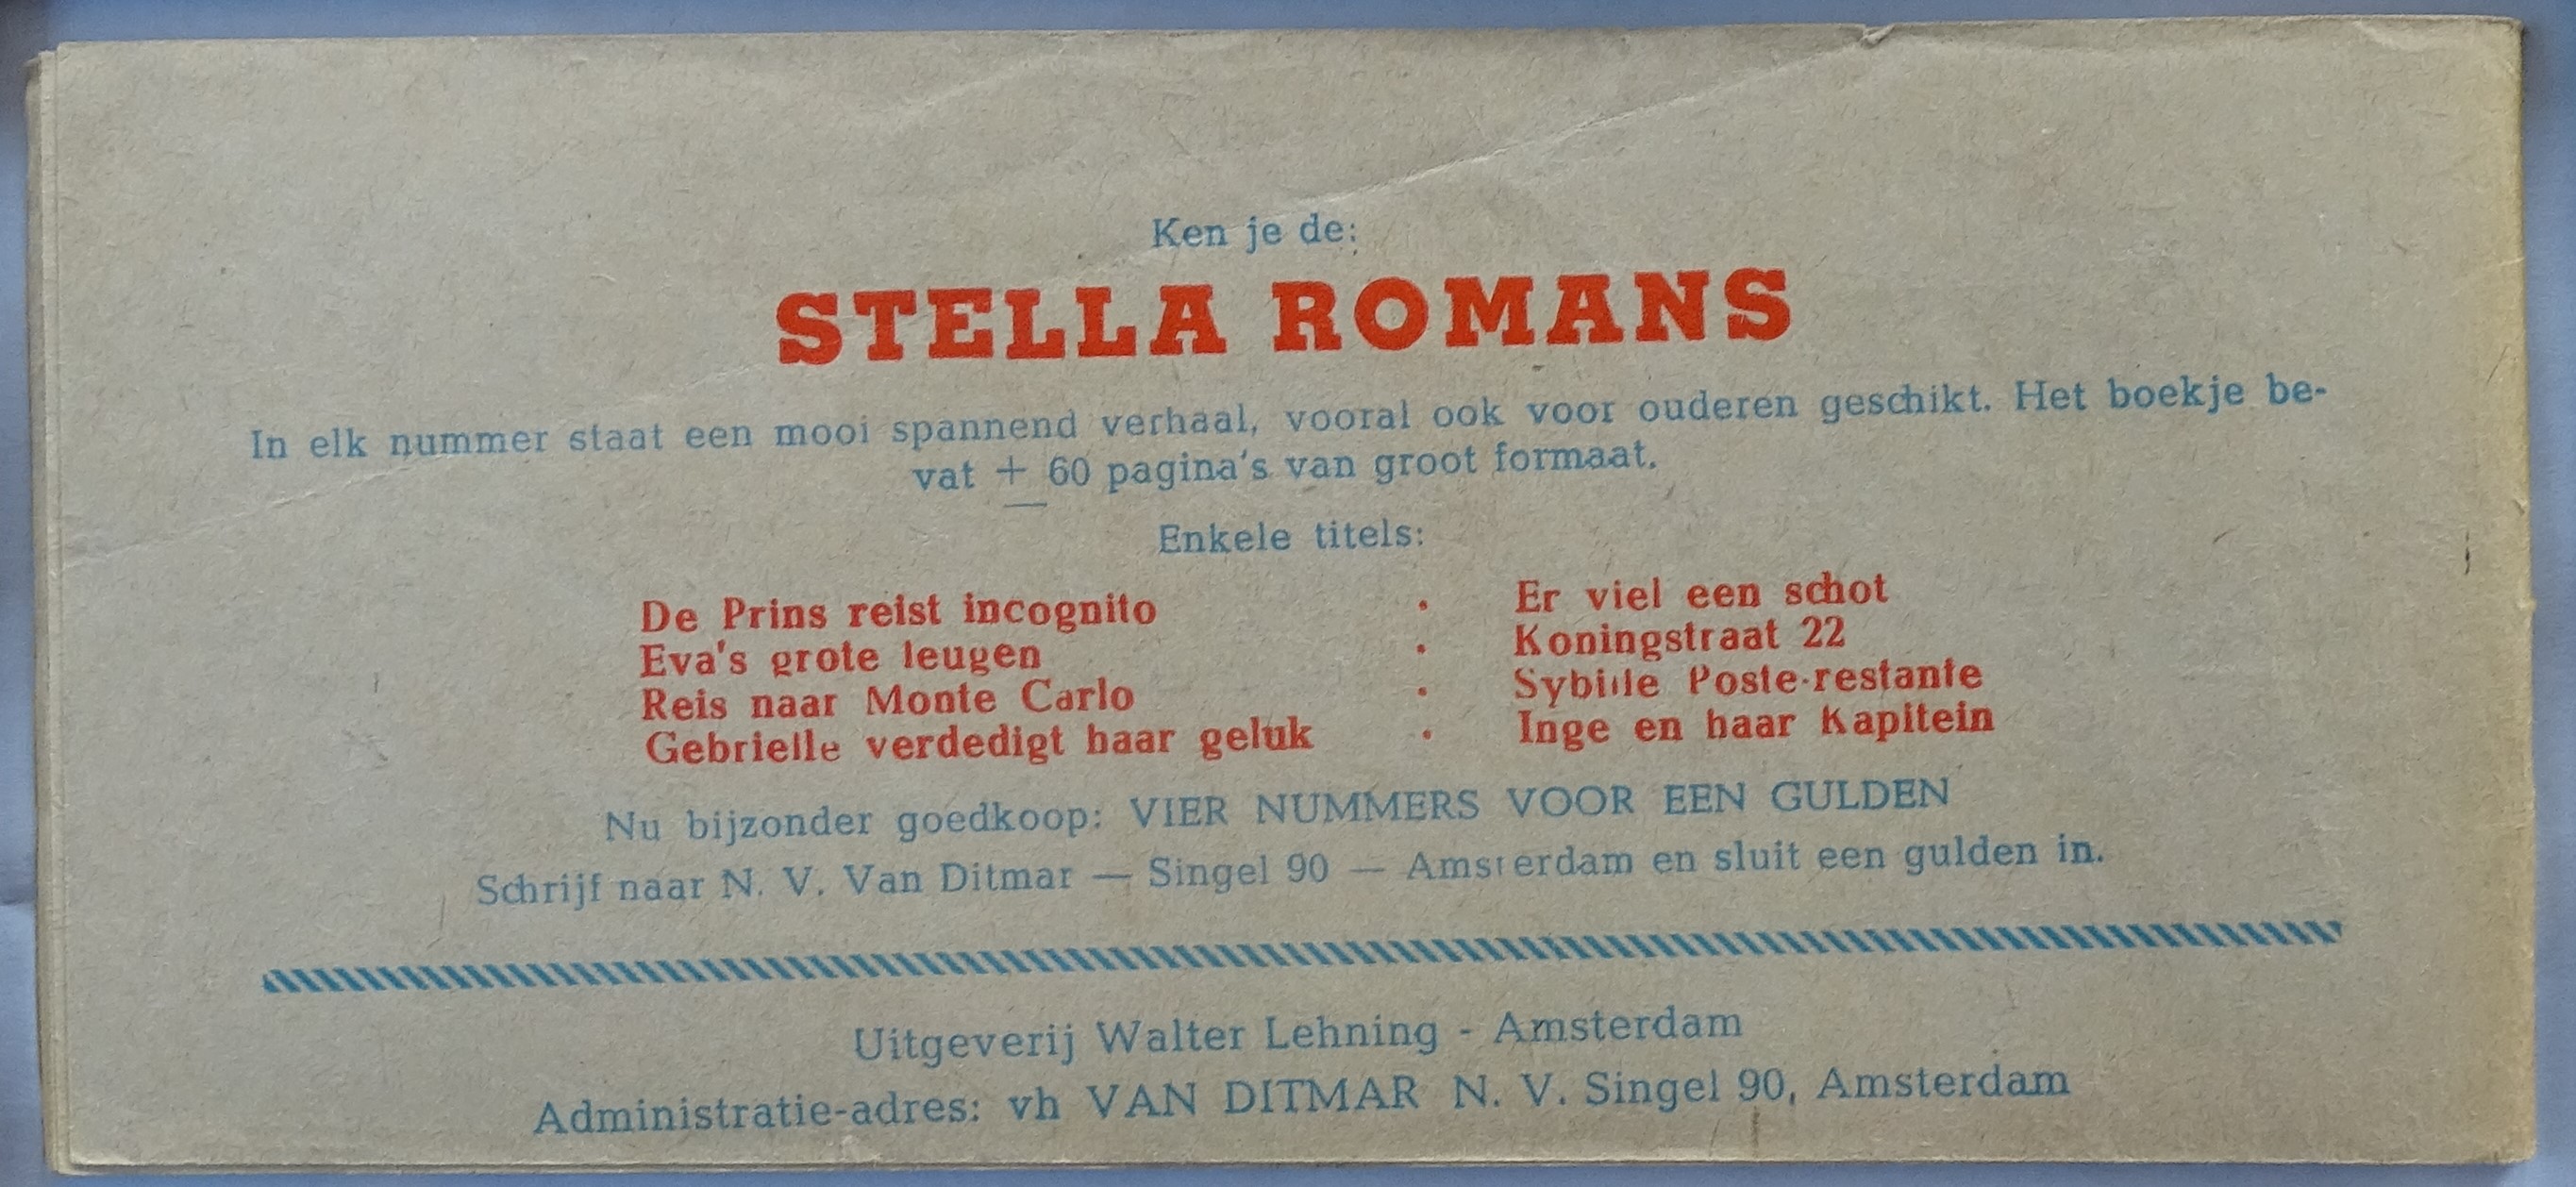 Ken je de:
STELLA ROMANS
In elk nummer staat een mooi spannend verhaal, vooral ook voor ouderen geschikt. Het boekje be-
vat ± 60 pagina's van groot formaat.
Enkele titels:
De Prins reist incognito . Er viel een schot
Eva's grote leugen . Koningstraat 22
Reis naar Monte Carlo . Sybille Poste-restante
Gebrielle verdedigt haar geluk . Inge en haar Kapitein
Nu bijzonder goedkoop: VIER NUMMERS VOOR EEN GULDEN
Schrijf naar N. V. Van Ditmar — Singel 90 — Amsterdam en sluit een gulden in.
Uitgeverij Walter Lehning - Amsterdam
Administratie-adres: vh VAN DITMAR N. V. Singel 90, Amsterdam